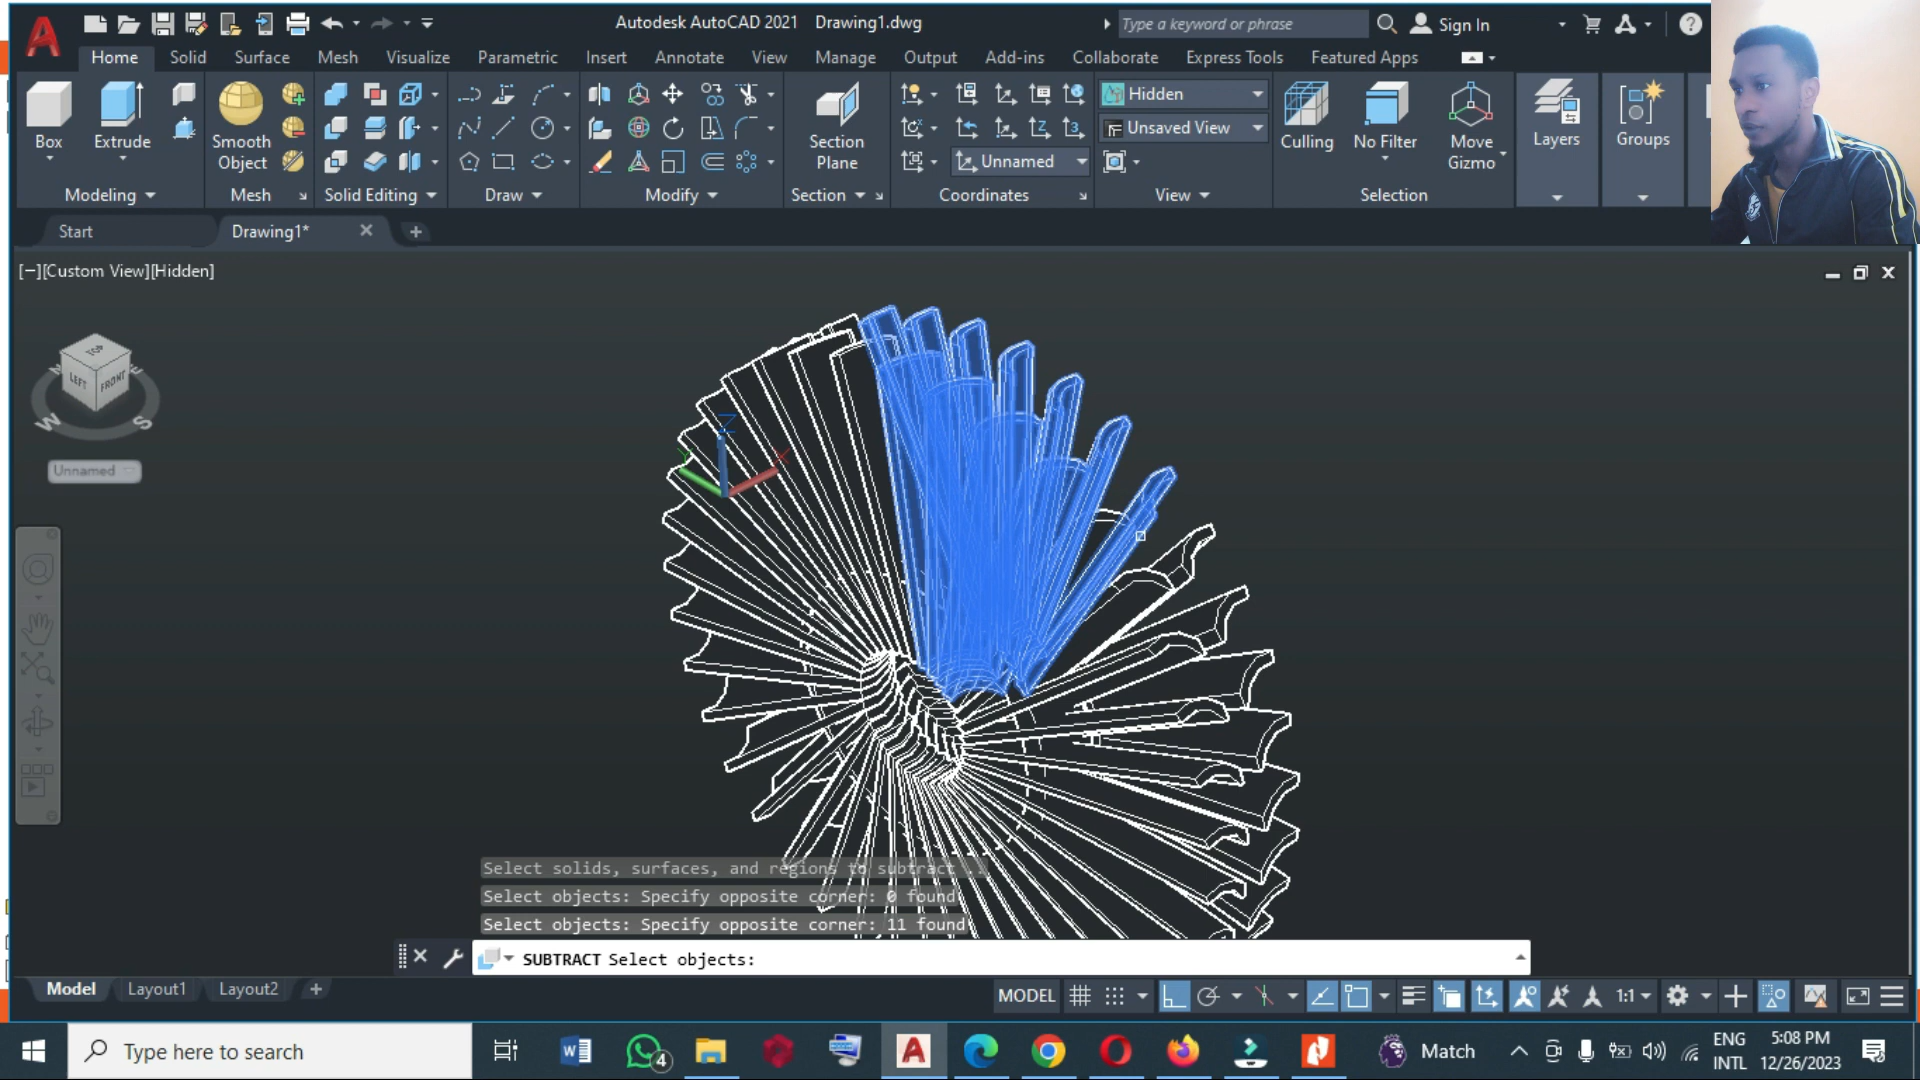 Autodesk AutoCAD 2021 Drawing1.dwg
Type a keyword or phrase
Sign In
Home Solid Surface Mesh Visualize Parametric Insert Annotate View Manage Output Add-ins Collaborate Express Tools Featured Apps
Box
Extrude
Smooth
Object
Section
Plane
Hidden
Unsaved View
Unnamed
Culling
No Filter
Move
Gizmo
Layers
Groups
Modeling
Mesh
Solid Editing
Draw
Modify
Section
Coordinates
View
Selection
Start
Drawing1*
[−][Custom View][Hidden]
TOP
LEFT
FRONT
N
W
S
Unnamed
Z
Y
X
Select solids, surfaces, and regions to subtract ..
Select objects: Specify opposite corner: 0 found
Select objects: Specify opposite corner: 11 found
SUBTRACT Select objects:
Model Layout1 Layout2
MODEL
1:1
Type here to search
4
Match
ENG
INTL
5:08 PM
12/26/2023